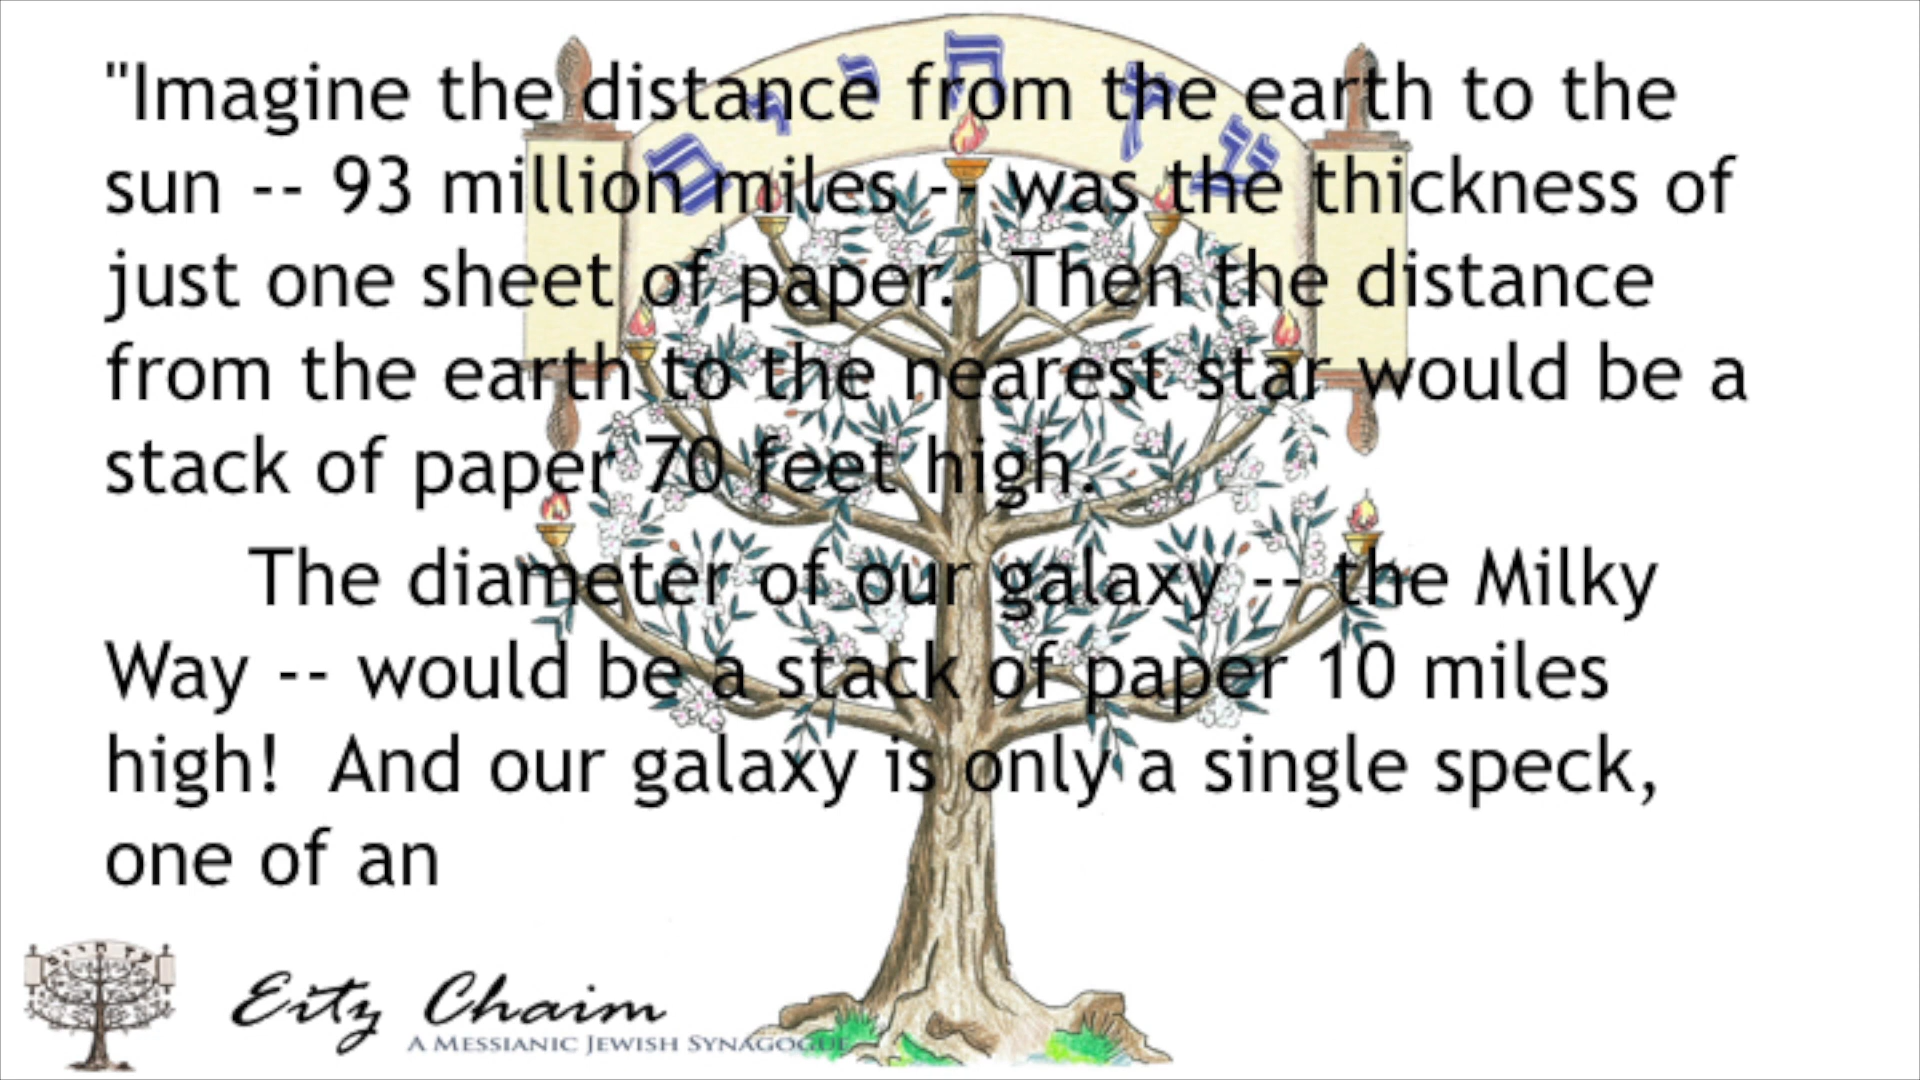 עץ חיים
"Imagine the distance from the earth to the
sun -- 93 million miles -- was the thickness of
just one sheet of paper.  Then the distance
from the earth to the nearest star would be a
stack of paper 70 feet high.
The diameter of our galaxy -- the Milky
Way -- would be a stack of paper 10 miles
high!  And our galaxy is only a single speck,
one of an
Eitz Chaim
A MESSIANIC JEWISH SYNAGOGUE